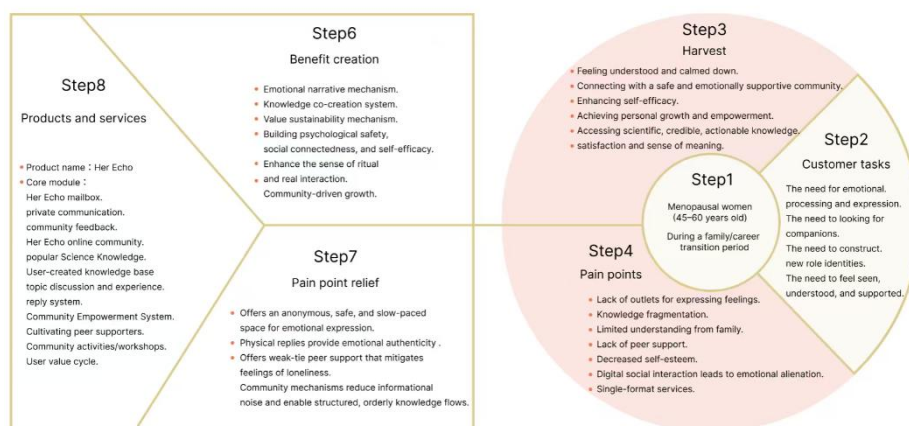 Step8
Products and services
Product name：Her Echo
Core module：
Her Echo mailbox.
private communication.
community feedback.
Her Echo online community.
popular Science Knowledge.
User-created knowledge base
topic discussion and experience.
reply system.
Community Empowerment System.
Cultivating peer supporters.
Community activities/workshops.
User value cycle.
Step6
Benefit creation
Emotional narrative mechanism.
Knowledge co-creation system.
Value sustainability mechanism.
Building psychological safety,
social connectedness, and self-efficacy.
Enhance the sense of ritual
and real interaction.
Community-driven growth.
Step7
Pain point relief
Offers an anonymous, safe, and slow-paced
space for emotional expression.
Physical replies provide emotional authenticity .
Offers weak-tie peer support that mitigates
feelings of loneliness.
Community mechanisms reduce informational
noise and enable structured, orderly knowledge flows.
Step3
Harvest
Feeling understood and calmed down.
Connecting with a safe and emotionally supportive community.
Enhancing self-efficacy.
Achieving personal growth and empowerment.
Accessing scientific, credible, actionable knowledge.
satisfaction and sense of meaning.
Step1
Menopausal women
(45–60 years old)
During a family/career
transition period
Step2
Customer tasks
The need for emotional.
processing and expression.
The need to looking for
companions.
The need to construct.
new role identities.
The need to feel seen,
understood, and supported.
Step4
Pain points
Lack of outlets for expressing feelings.
Knowledge fragmentation.
Limited understanding from family.
Lack of peer support.
Decreased self-esteem.
Digital social interaction leads to emotional alienation.
Single-format services.